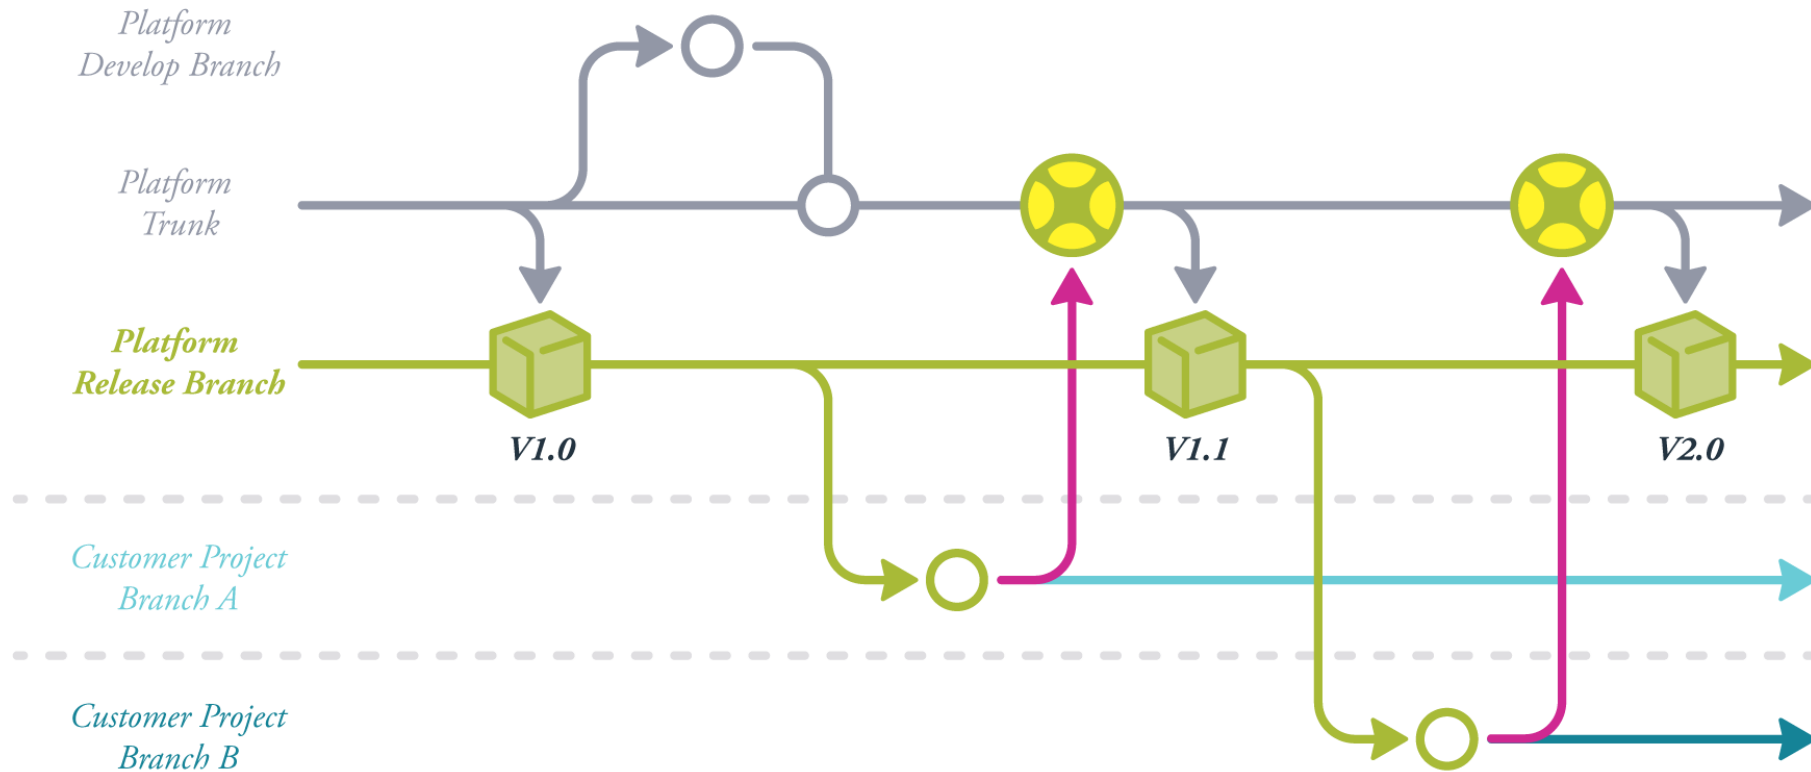 Platform
Develop Branch
Platform
Trunk
Platform
Release Branch
V1.0
V1.1
V2.0
Customer Project
Branch A
Customer Project
Branch B